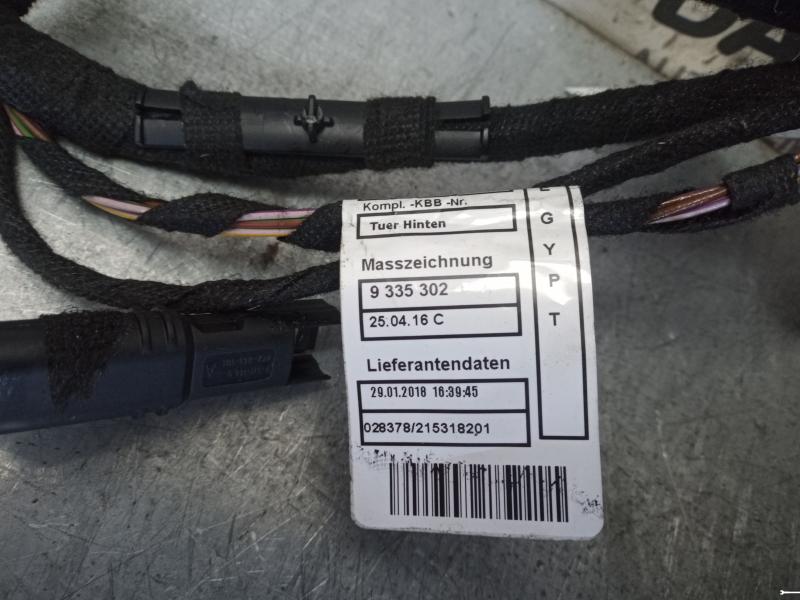 Kompl. -KBB -Nr.
Tuer Hinten
Masszeichnung
9 335 302
25.04.16 C
Lieferantendaten
29.01.2018 16:39:45
028378/215318201
E
G
Y
P
T